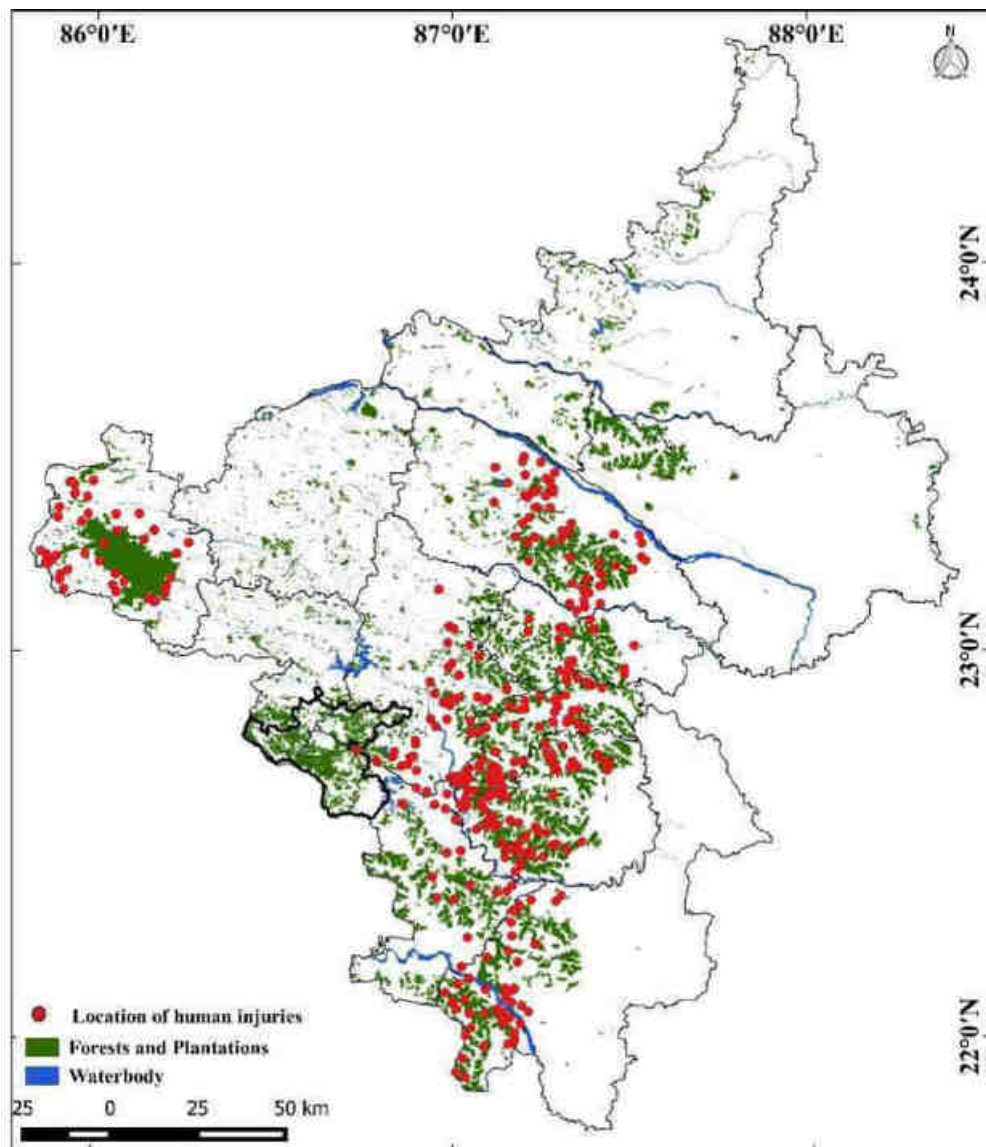 86°0'E 87°0'E 88°0'E
N
24°0'N
23°0'N
22°0'N
Location of human injuries
Forests and Plantations
Waterbody
25 0 25 50 km